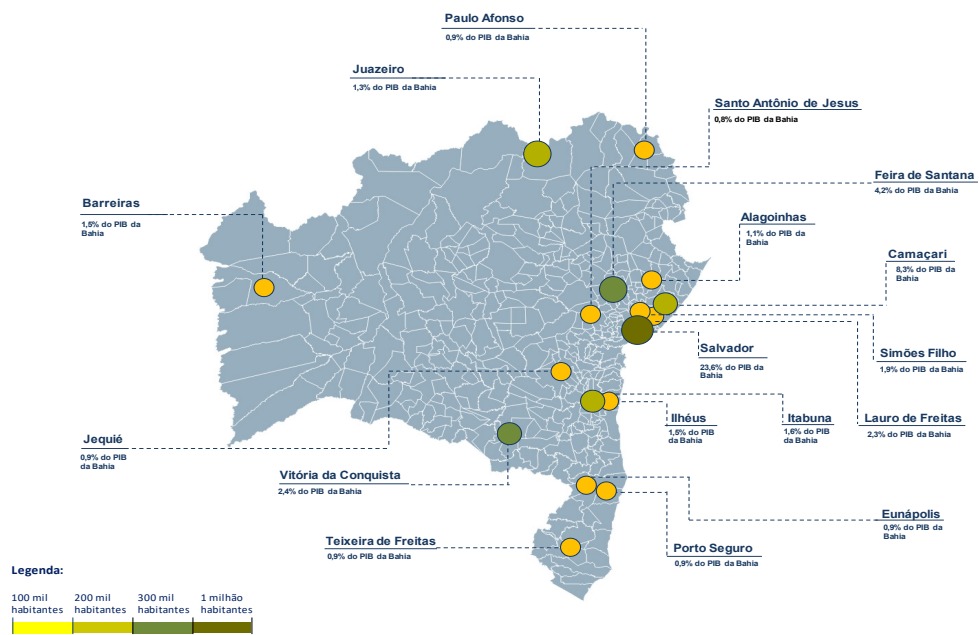 Paulo Afonso
0,9% do PIB da Bahia
Juazeiro
1,3% do PIB da Bahia
Santo Antônio de Jesus
0,8% do PIB da Bahia
Feira de Santana
4,2% do PIB da Bahia
Barreiras
1,5% do PIB da
Bahia
Alagoinhas
1,1% do PIB da
Bahia
Camaçari
8,3% do PIB da
Bahia
Salvador
23,6% do PIB da
Bahia
Simões Filho
1,9% do PIB da Bahia
Ilhéus
1,5% do PIB
da Bahia
Itabuna
1,6% do PIB
da Bahia
Lauro de Freitas
2,3% do PIB da Bahia
Jequié
0,9% do PIB
da Bahia
Vitória da Conquista
2,4% do PIB da Bahia
Eunápolis
0,9% do PIB da
Bahia
Teixeira de Freitas
0,9% do PIB da Bahia
Porto Seguro
0,9% do PIB da Bahia
Legenda:
100 mil
habitantes
200 mil
habitantes
300 mil
habitantes
1 milhão
habitantes